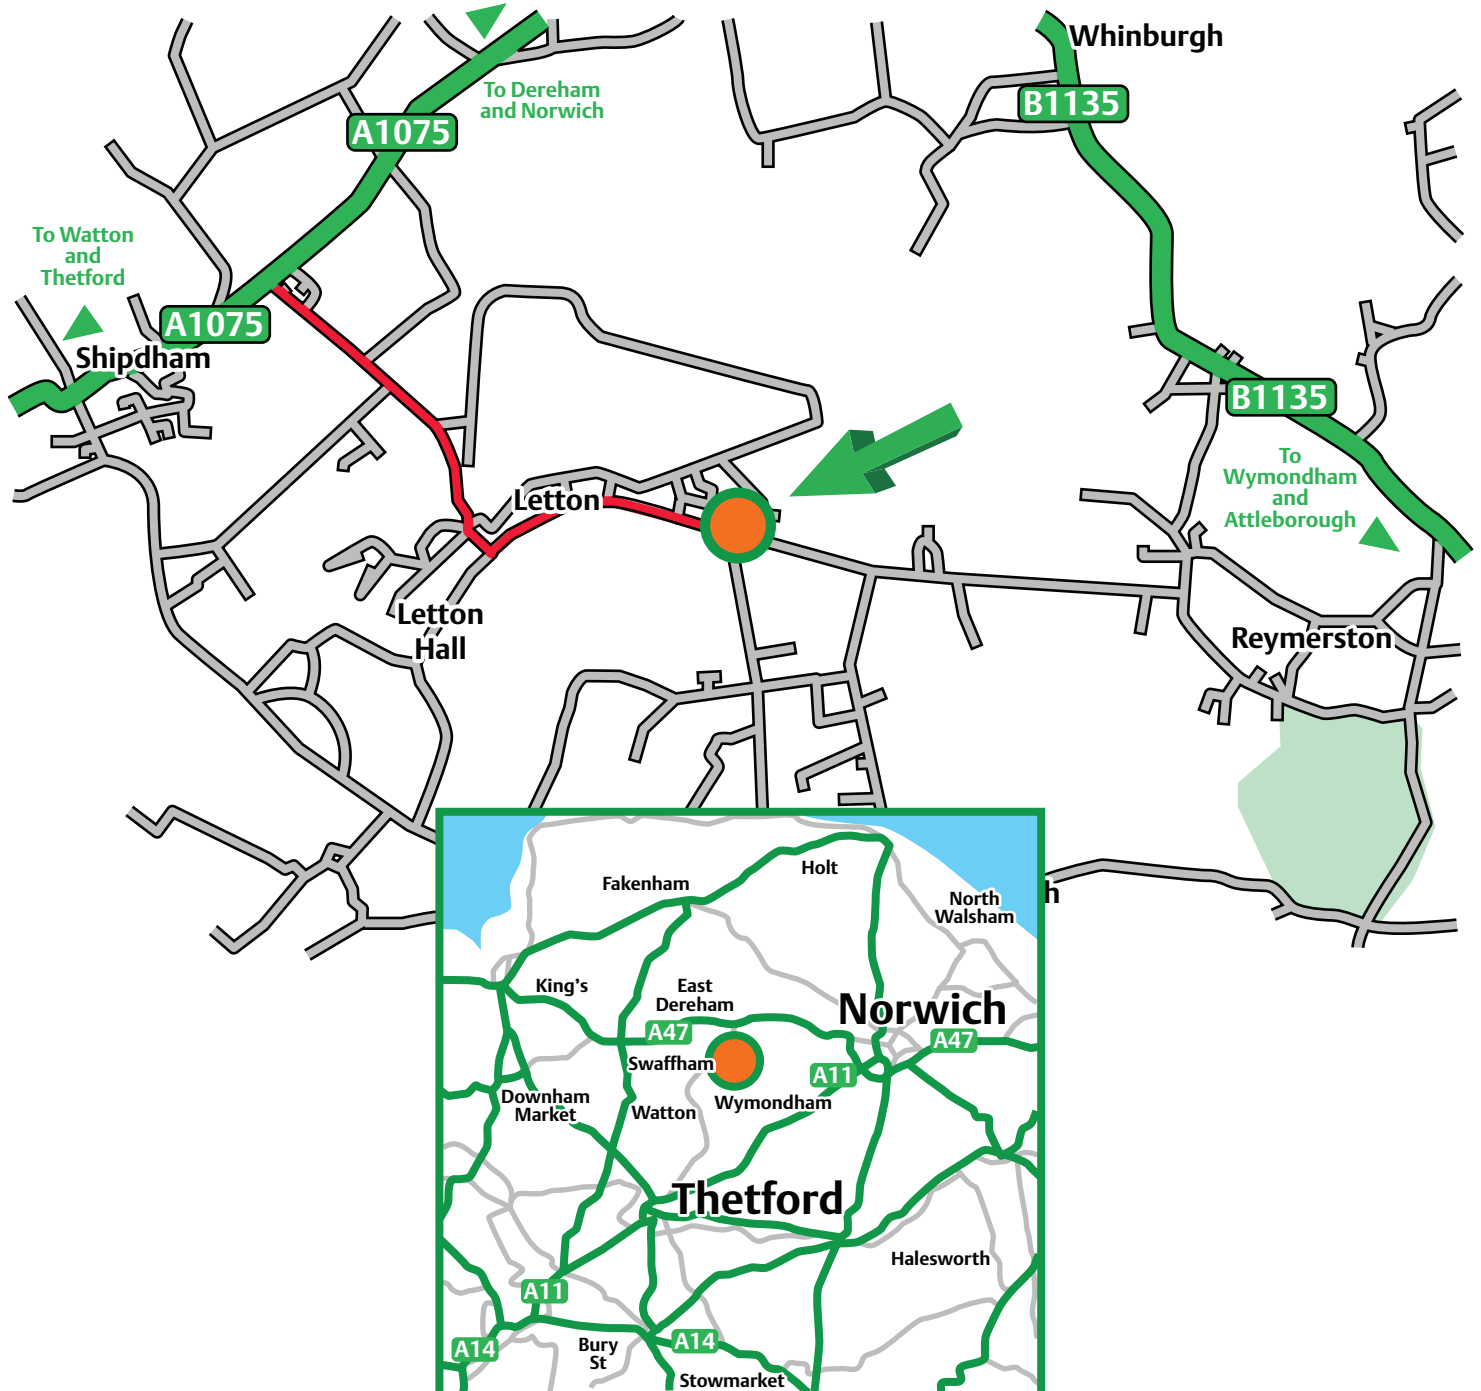 Whinburgh
To Dereham
and Norwich
B1135
A1075
To Watton
and
Thetford
A1075
Shipdham
B1135
To
Wymondham
and
Attleborough
Letton
Letton
Hall
Reymerston
h
Holt
Fakenham
North
Walsham
King's
East
Dereham
Norwich
A47
A47
Swaffham
A11
Downham
Market
Watton
Wymondham
Thetford
Halesworth
A11
A14
Bury
St
A14
Stowmarket